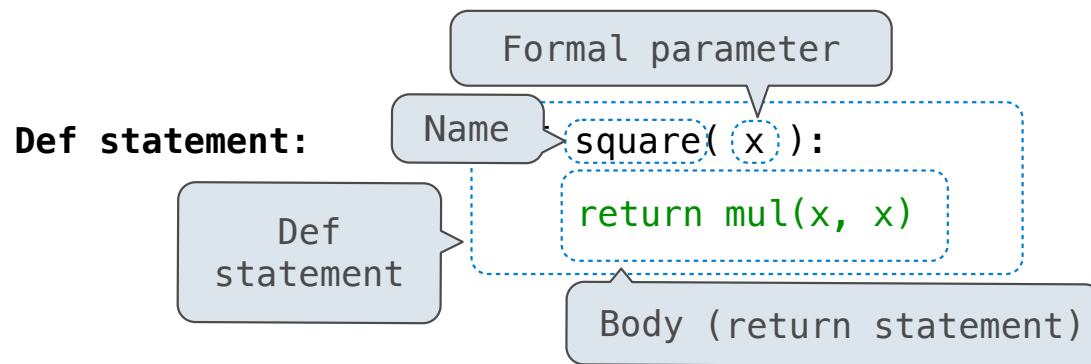 Formal parameter
Def statement: Name square( x ):
Def
statement
return mul(x, x)
Body (return statement)